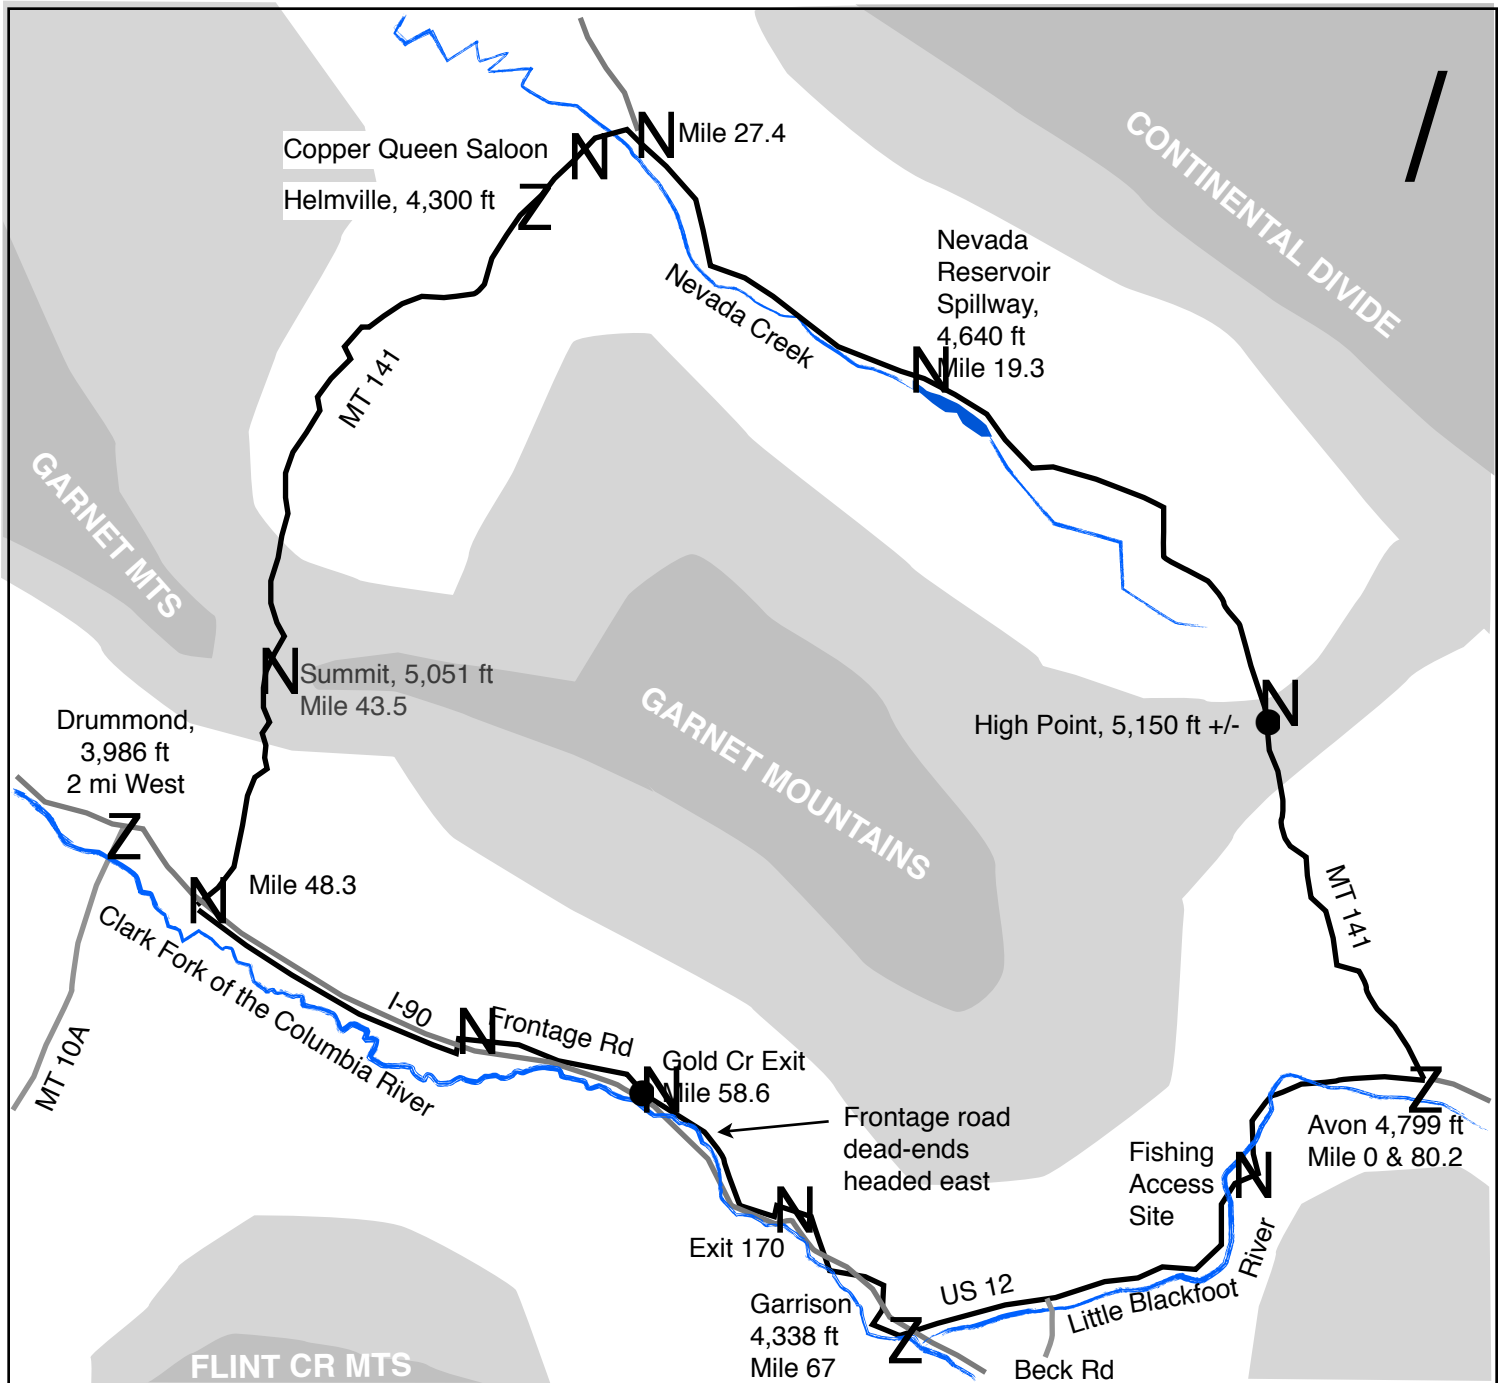 CONTINENTAL DIVIDE
N
Mile 27.4
Copper Queen Saloon
N
Helmville, 4,300 ft
Z
Nevada
Reservoir
Spillway,
4,640 ft
Mile 19.3
N
Nevada Creek
MT 141
GARNET MTS
N
Summit, 5,051 ft
Mile 43.5
GARNET MOUNTAINS
N
High Point, 5,150 ft +/-
Drummond,
3,986 ft
2 mi West
Z
N
Mile 48.3
MT 141
Clark Fork of the Columbia River
I-90
N
Frontage Rd
MT 10A
Gold Cr Exit
N
Mile 58.6
Frontage road
dead-ends
headed east
Z
Avon 4,799 ft
Mile 0 & 80.2
Fishing
Access
Site
N
N
Exit 170
River
Little Blackfoot
US 12
Garrison
4,338 ft
Mile 67
Z
Beck Rd
FLINT CR MTS